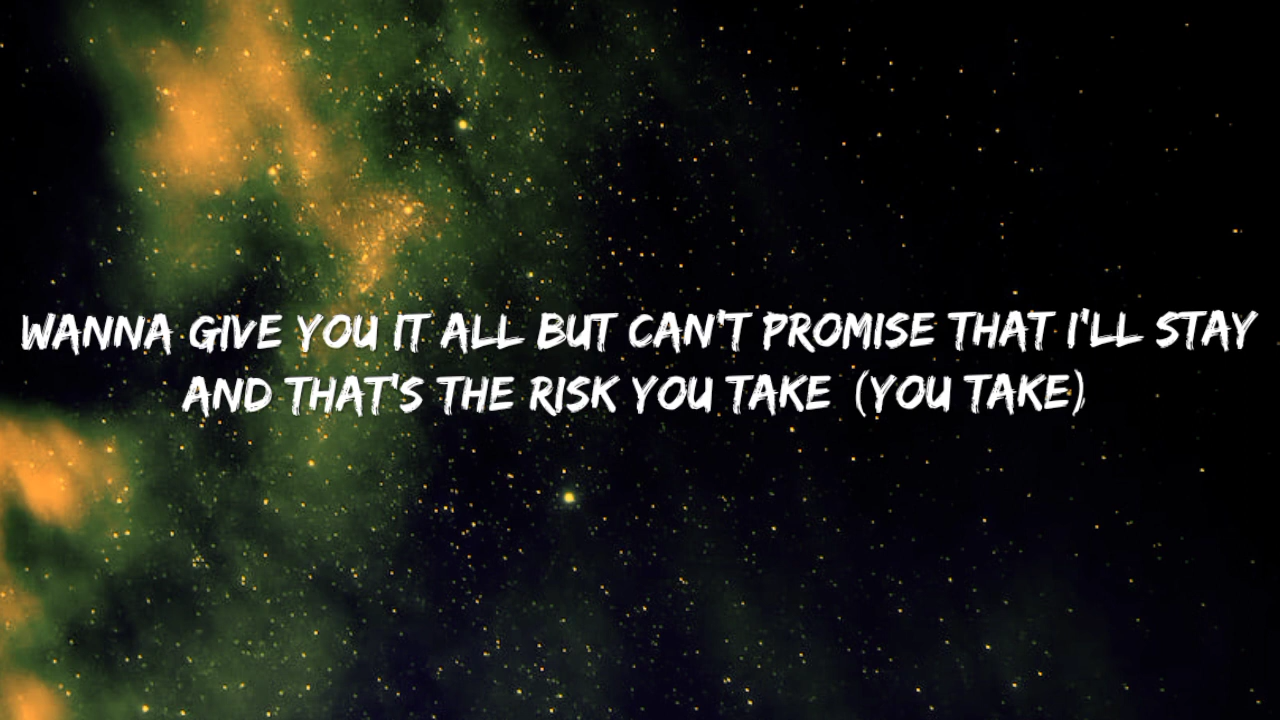 WANNA GIVE YOU IT ALL BUT CAN'T PROMISE THAT I'LL STAY
AND THAT'S THE RISK YOU TAKE (YOU TAKE)